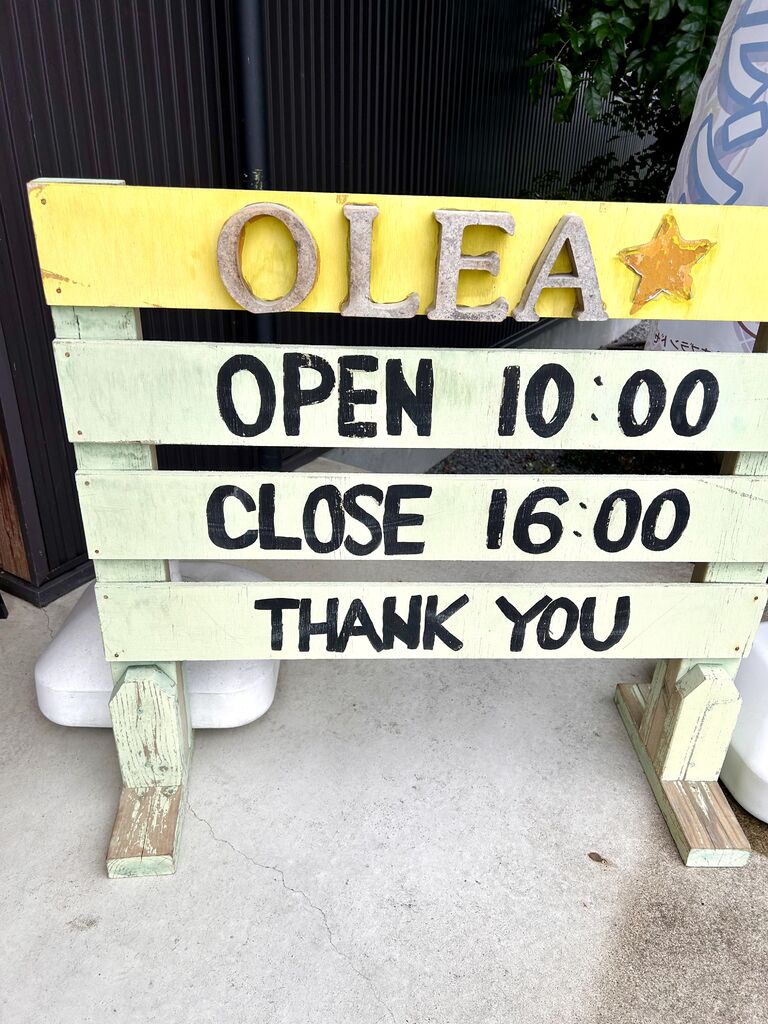 OLEA
OPEN 10:00
CLOSE 16:00
THANK YOU